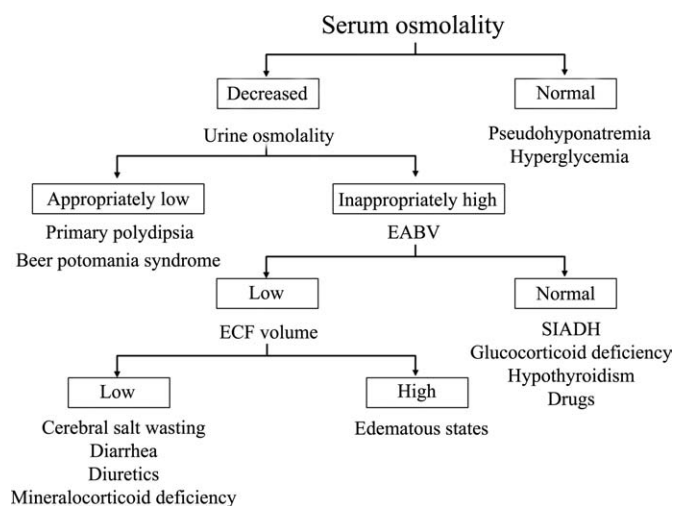 Serum osmolality
Decreased
Normal
Urine osmolality
Pseudohyponatremia
Hyperglycemia
Appropriately low
Inappropriately high
Primary polydipsia
Beer potomania syndrome
EABV
Low
Normal
ECF volume
SIADH
Glucocorticoid deficiency
Hypothyroidism
Drugs
Low
High
Cerebral salt wasting
Diarrhea
Diuretics
Mineralocorticoid deficiency
Edematous states